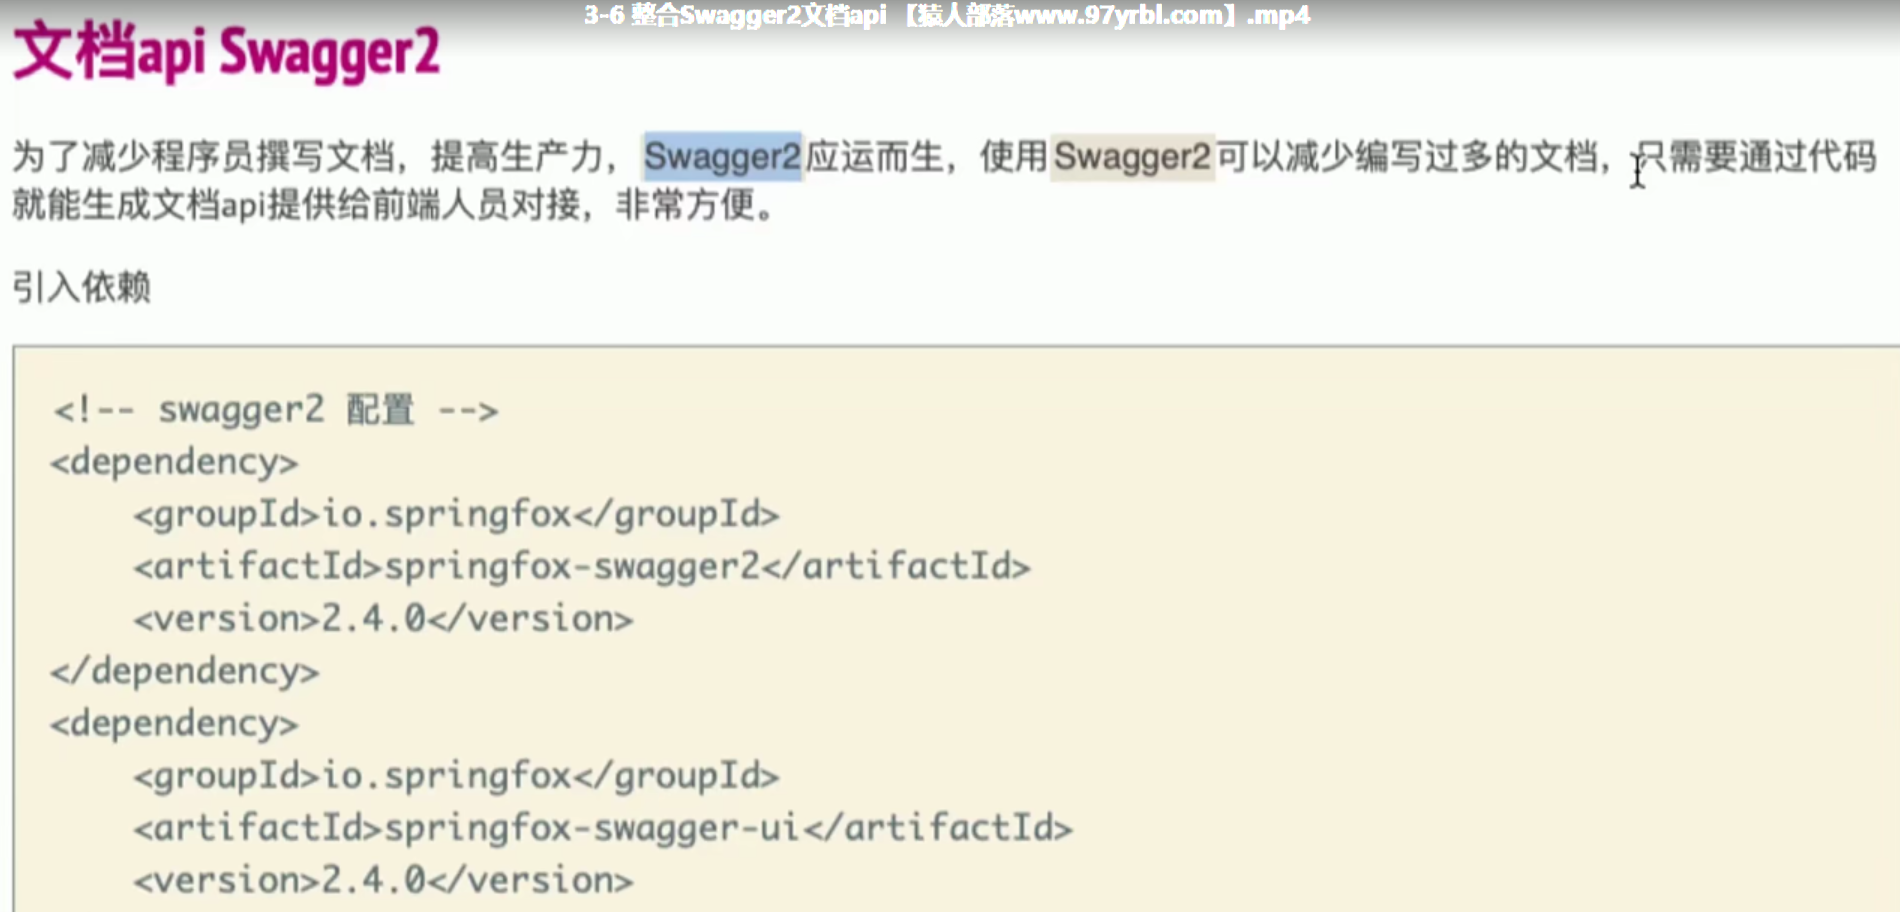 3-6 整合Swagger2文档api 【猿人部落www.97yrbl.com】.mp4
文档api Swagger2
为了减少程序员撰写文档，提高生产力，Swagger2应运而生，使用Swagger2可以减少编写过多的文档，只需要通过代码
就能生成文档api提供给前端人员对接，非常方便。
引入依赖
<!-- swagger2 配置 -->
<dependency>
    <groupId>io.springfox</groupId>
    <artifactId>springfox-swagger2</artifactId>
    <version>2.4.0</version>
</dependency>
<dependency>
    <groupId>io.springfox</groupId>
    <artifactId>springfox-swagger-ui</artifactId>
    <version>2.4.0</version>